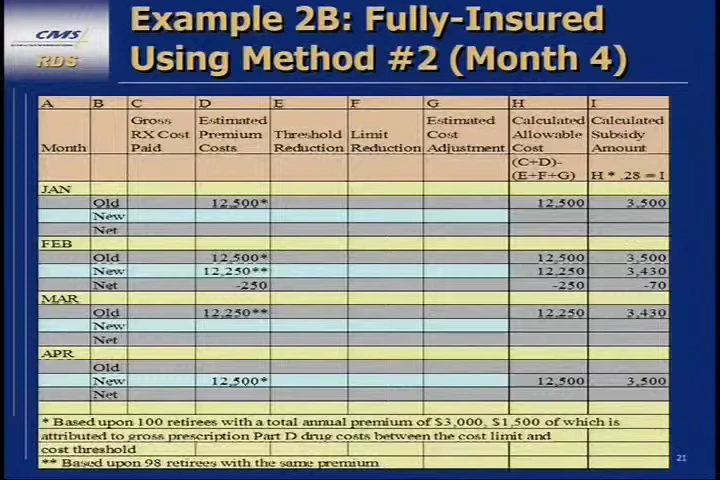 CMS
RDS
Example 2B: Fully-Insured
Using Method #2 (Month 4)
A B C D E F G H I
Gross Estimated Estimated Calculated Calculated
RX Cost Premium Threshold Limit Cost Allowable Subsidy
Month Paid Costs Reduction Reduction Adjustment Cost Amount
(C+D)-
(E+F+G) H * .28 = I
JAN
Old 12,500* 12,500 3,500
New
Net
FEB
Old 12,500* 12,500 3,500
New 12,250** 12,250 3,430
Net -250 -250 -70
MAR
Old 12,250** 12,250 3,430
New
Net
APR
Old
New 12,500* 12,500 3,500
Net
* Based upon 100 retirees with a total annual premium of $3,000, $1,500 of which is
attributed to gross prescription Part D drug costs between the cost limit and
cost threshold
** Based upon 98 retirees with the same premium
21